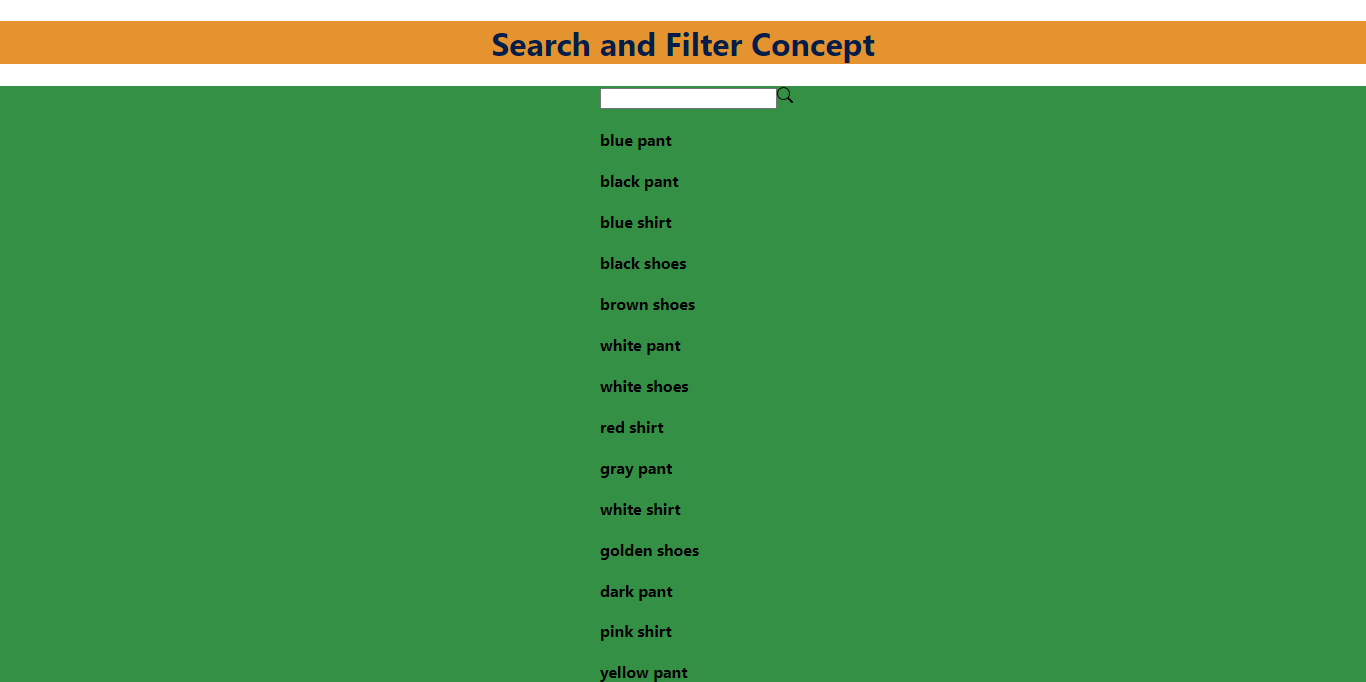 Search and Filter Concept
blue pant
black pant
blue shirt
black shoes
brown shoes
white pant
white shoes
red shirt
gray pant
white shirt
golden shoes
dark pant
pink shirt
yellow pant